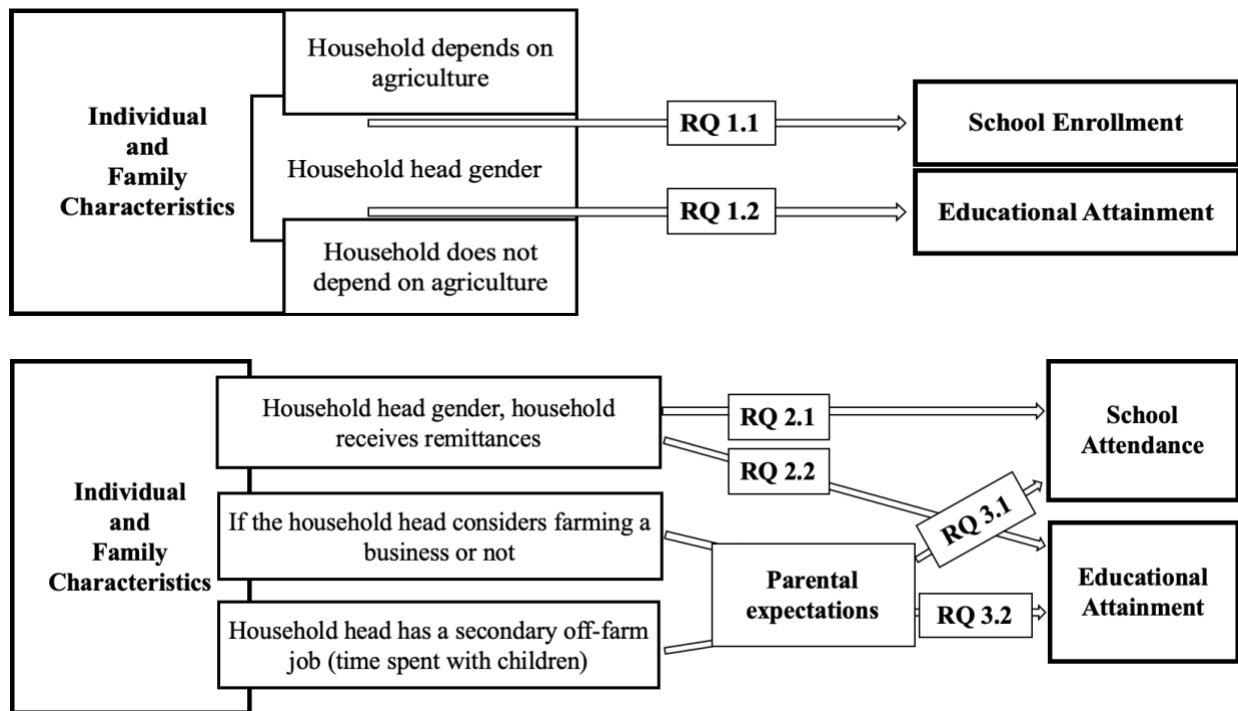 Individual
and
Family
Characteristics
Household depends on
agriculture
Household head gender
Household does not
depend on agriculture
RQ 1.1
RQ 1.2
School Enrollment
Educational Attainment
Individual
and
Family
Characteristics
Household head gender, household
receives remittances
If the household head considers farming a
business or not
Household head has a secondary off-farm
job (time spent with children)
RQ 2.1
RQ 2.2
Parental
expectations
RQ 3.1
RQ 3.2
School
Attendance
Educational
Attainment